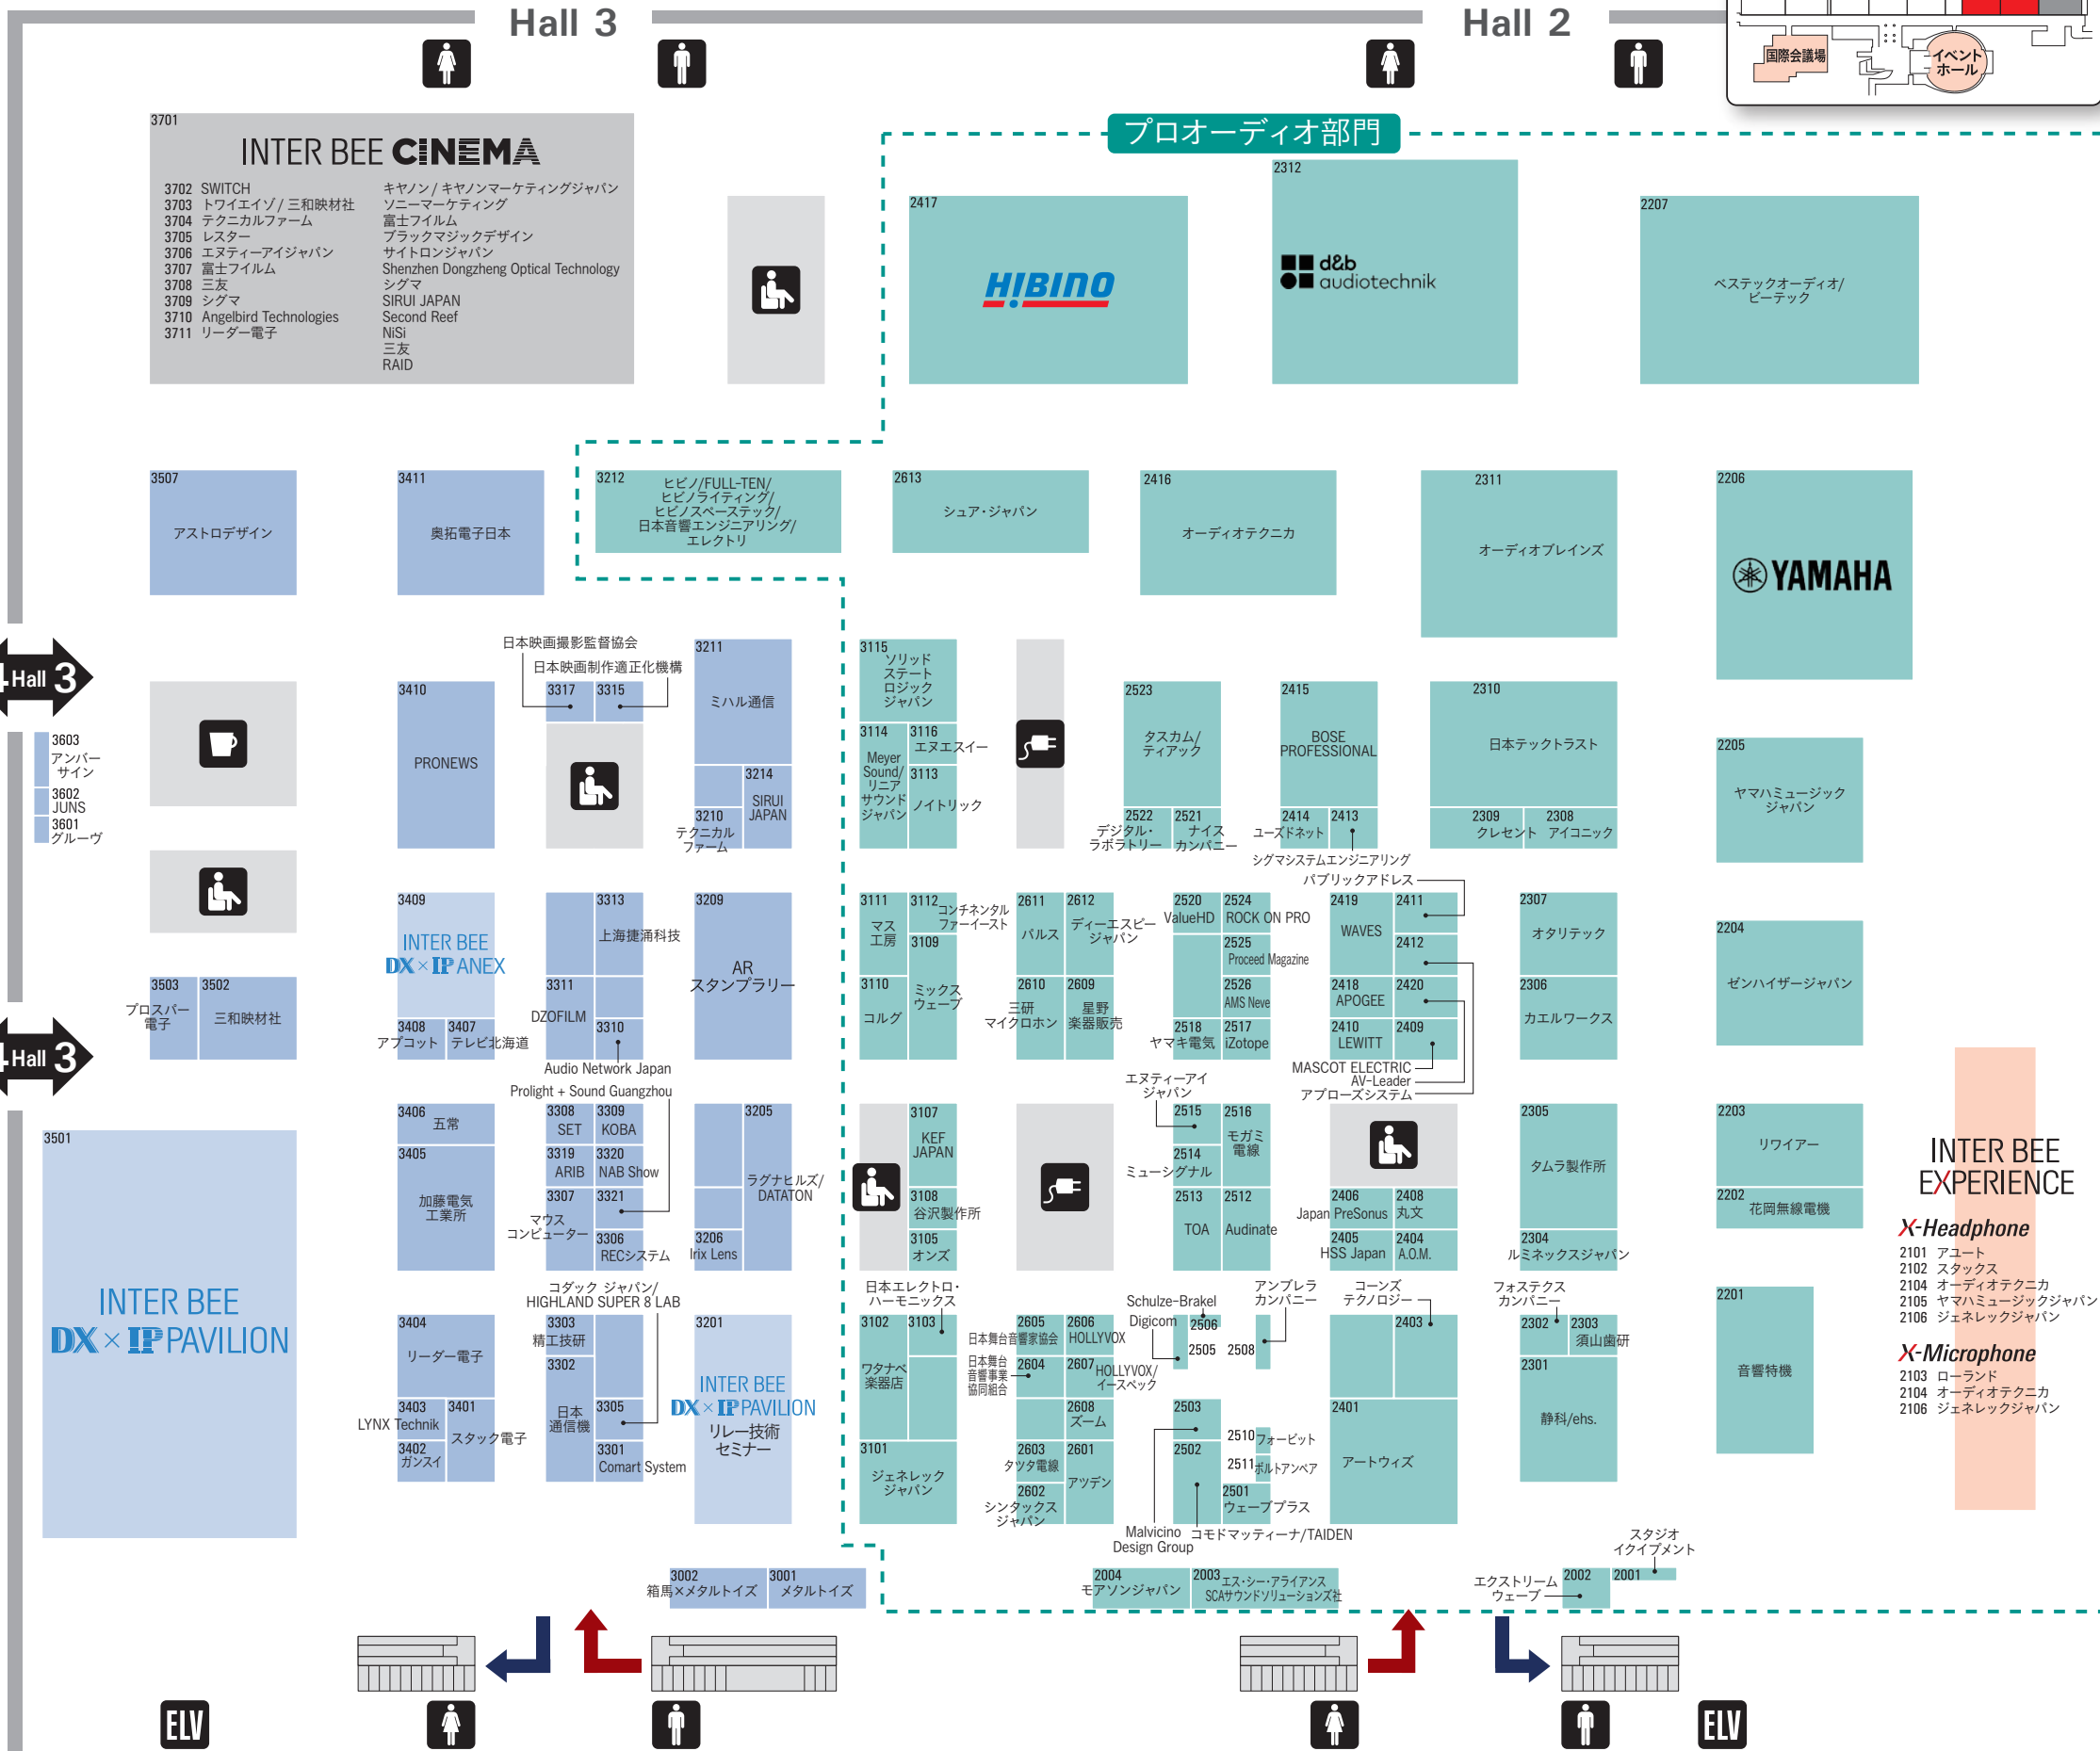 Hall 3
Hall 2
国際会議場
イベント
ホール
3701
INTER BEE CINEMA
3702 SWITCH
3703 トワイエイゾ / 三和映材社
3704 テクニカルファーム
3705 レスター
3706 エヌティーアイジャパン
3707 富士フイルム
3708 三友
3709 シグマ
3710 Angelbird Technologies
3711 リーダー電子
キヤノン / キヤノンマーケティングジャパン
ソニーマーケティング
富士フイルム
ブラックマジックデザイン
サイトロンジャパン
Shenzhen Dongzheng Optical Technology
シグマ
SIRUI JAPAN
Second Reef
NiSi
三友
RAID
プロオーディオ部門
2417
HIBINO
2312
d&b
audiotechnik
2207
ベステックオーディオ/
ビーテック
3507
アストロデザイン
3411
奥拓電子日本
3212
ヒビノ/FULL-TEN/
ヒビノライティング/
ヒビノスペーステック/
日本音響エンジニアリング/
エレクトリ
2613
シュア・ジャパン
2416
オーディオテクニカ
2311
オーディオブレインズ
2206
YAMAHA
4 Hall 3
3603
アンバー
サイン
3602
JUNS
3601
グルーヴ
3410
PRONEWS
日本映画撮影監督協会
日本映画制作適正化機構
3317
3315
3211
ミハル通信
3214
SIRUI
JAPAN
3210
テクニカル
ファーム
3115
ソリッド
ステート
ロジック
ジャパン
3114
Meyer
Sound/
リニア
サウンド
ジャパン
3116
エヌエスイー
3113
ノイトリック
2523
タスカム/
ティアック
2522
デジタル・
ラボラトリー
2521
ナイス
カンパニー
2415
BOSE
PROFESSIONAL
2414
ユーズドネット
2413
シグマシステムエンジニアリング
2310
日本テックトラスト
2309
クレセント
2308
アイコニック
2205
ヤマハミュージック
ジャパン
3409
INTER BEE
DX×IP ANEX
3408
アプコット
3407
テレビ北海道
3313
上海捷涌科技
3311
DZOFILM
3310
Audio Network Japan
3209
AR
スタンプラリー
3111
マス
工房
3112
コンチネンタル
ファーイースト
3109
ミックス
ウェーブ
3110
コルグ
2611
パルス
2612
ディーエスピー
ジャパン
2610
三研
マイクロホン
2609
星野
楽器販売
2520
ValueHD
2524
ROCK ON PRO
2525
Proceed Magazine
2526
AMS Neve
2518
ヤマキ電気
2517
iZotope
パブリックアドレス
2419
WAVES
2411
2412
2418
APOGEE
2420
2410
LEWITT
2409
MASCOT ELECTRIC
AV-Leader
アプローズシステム
2307
オタリテック
2306
カエルワークス
2204
ゼンハイザージャパン
3503
プロスパー
電子
3502
三和映材社
4 Hall 3
3501
INTER BEE
DX×IP PAVILION
3406
五常
3405
加藤電気
工業所
Prolight + Sound Guangzhou
3308
SET
3309
KOBA
3319
ARIB
3320
NAB Show
3307
マウス
コンピューター
3321
3306
RECシステム
3205
ラグナヒルズ/
DATATON
3206
Irix Lens
3107
KEF
JAPAN
3108
谷沢製作所
3105
オンズ
エヌティーアイ
ジャパン
2515
2516
モガミ
電線
2514
ミューシグナル
2513
TOA
2512
Audinate
2406
Japan PreSonus
2408
丸文
2405
HSS Japan
2404
A.O.M.
2305
タムラ製作所
2304
ルミネックスジャパン
2203
リワイアー
2202
花岡無線電機
INTER BEE
EXPERIENCE
X-Headphone
2101 アユート
2102 スタックス
2104 オーディオテクニカ
2105 ヤマハミュージックジャパン
2106 ジェネレックジャパン
X-Microphone
2103 ローランド
2104 オーディオテクニカ
2106 ジェネレックジャパン
3404
リーダー電子
3403
LYNX Technik
3401
スタック電子
3402
ガンスイ
コダック ジャパン/
HIGHLAND SUPER 8 LAB
3303
精工技研
3302
日本
通信機
3305
3301
Comart System
3201
INTER BEE
DX×IP PAVILION
リレー技術
セミナー
日本エレクトロ・
ハーモニックス
3102
ワタナベ
楽器店
3103
3101
ジェネレック
ジャパン
2605
日本舞台音響家協会
2606
HOLLYVOX
日本舞台
音響事業
協同組合
2604
2607
HOLLYVOX/
イースペック
2608
ズーム
2603
タツタ電線
2601
アツデン
2602
シンタックス
ジャパン
Schulze-Brakel
Digicom
2506
2505
アンブレラ
カンパニー
2508
2503
2510
フォービット
2511
ボルトアンペア
2502
2501
ウェーブプラス
Malvicino
Design Group
コモドマッティーナ/TAIDEN
コーンズ
テクノロジー
2403
2401
アートウィズ
フォステクス
カンパニー
2302
2303
須山歯研
2301
静科/ehs.
2201
音響特機
3002
箱馬×メタルトイズ
3001
メタルトイズ
2004
モアソンジャパン
2003
エス・シー・アライアンス
SCAサウンドソリューションズ社
エクストリーム
ウェーブ
2002
スタジオ
イクイプメント
2001
ELV
ELV